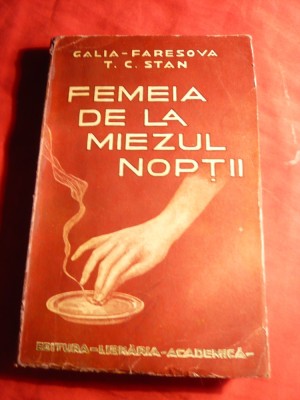 GALIA-FARESOVA
T. C. STAN
FEMEIA
DE LA
MIEZUL
NOPȚII
EDITURA-LIBRĂRIA-ACADEMICĂ-